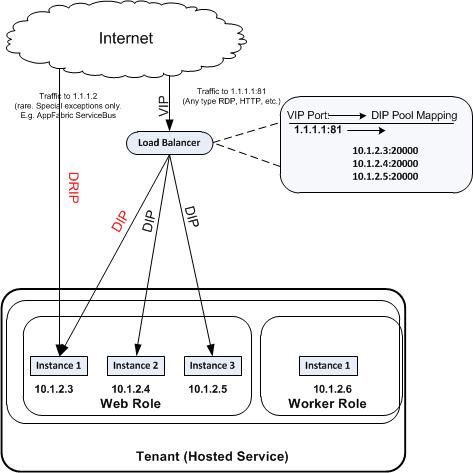 Internet
Traffic to 1.1.1.2
(rare. Special exceptions only.
E.g. AppFabric ServiceBus
VIP
Traffic to 1.1.1.1:81
(Any type RDP, HTTP, etc.)
Load Balancer
VIP Port: DIP Pool Mapping
1.1.1.1:81
10.1.2.3:20000
10.1.2.4:20000
10.1.2.5:20000
DRIP
DIP
DIP
DIP
Instance 1
Instance 2
Instance 3
Instance 1
10.1.2.3
10.1.2.4
10.1.2.5
10.1.2.6
Web Role
Worker Role
Tenant (Hosted Service)